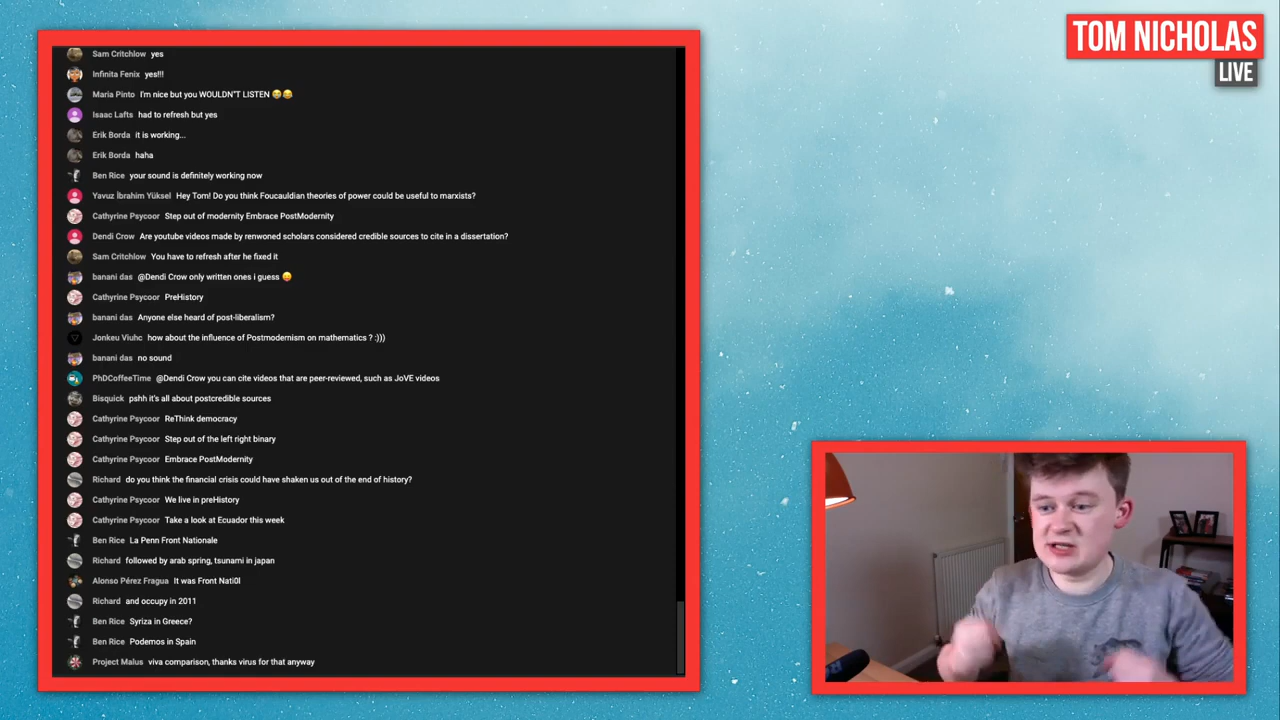 TOM NICHOLAS
LIVE
Sam Critchlow yes
Infinita Fenix yes!!!
Maria Pinto I'm nice but you WOULDN"T LISTEN 😂😂
Isaac Lafts had to refresh but yes
Erik Borda it is working...
Erik Borda haha
Ben Rice your sound is definitely working now
Yavuz İbrahim Yüksel Hey Tom! Do you think Foucauldian theories of power could be useful to marxists?
Cathyrine Psycoor Step out of modernity Embrace PostModernity
Dendi Crow Are youtube videos made by renwoned scholars considered credible sources to cite in a dissertation?
Sam Critchlow You have to refresh after he fixed it
banani das @Dendi Crow only written ones i guess
Cathyrine Psycoor PreHistory
banani das Anyone else heard of post-liberalism?
Jonkeu Viuhc how about the influence of Postmodernism on mathematics ? :)))
banani das no sound
PhDCoffeeTime @Dendi Crow you can cite videos that are peer-reviewed, such as JoVE videos
Bisquick pshh it's all about postcredible sources
Cathyrine Psycoor ReThink democracy
Cathyrine Psycoor Step out of the left right binary
Cathyrine Psycoor Embrace PostModernity
Richard do you think the financial crisis could have shaken us out of the end of history?
Cathyrine Psycoor We live in preHistory
Cathyrine Psycoor Take a look at Ecuador this week
Ben Rice La Penn Front Nationale
Richard followed by arab spring, tsunami in japan
Alonso Pérez Fragua It was Front Nati0l
Richard and occupy in 2011
Ben Rice Syriza in Greece?
Ben Rice Podemos in Spain
Project Malus viva comparison, thanks virus for that anyway